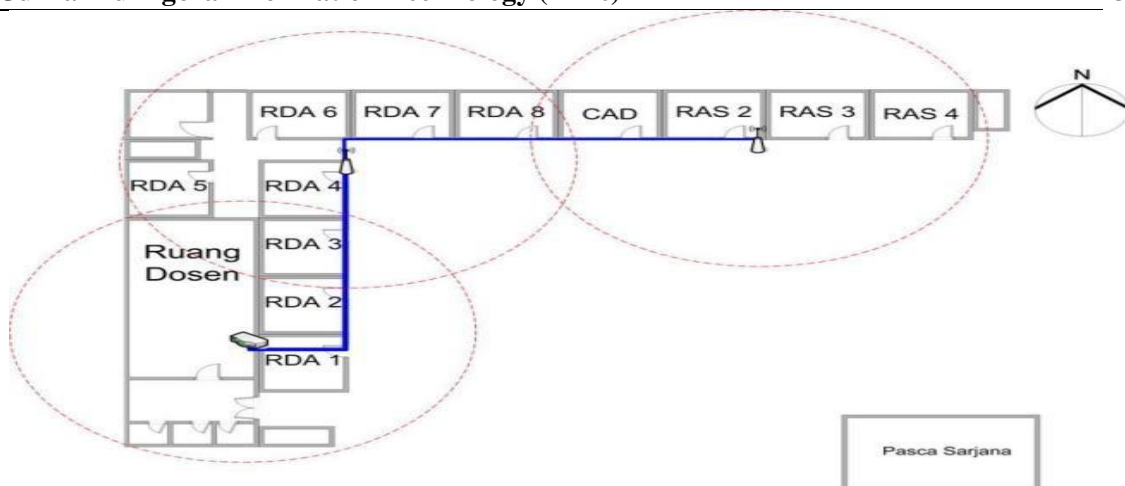 N
RDA 6
RDA 7
RDA 8
CAD
RAS 2
RAS 3
RAS 4
RDA 5
RDA 4
Ruang
Dosen
RDA 3
RDA 2
RDA 1
Pasca Sarjana